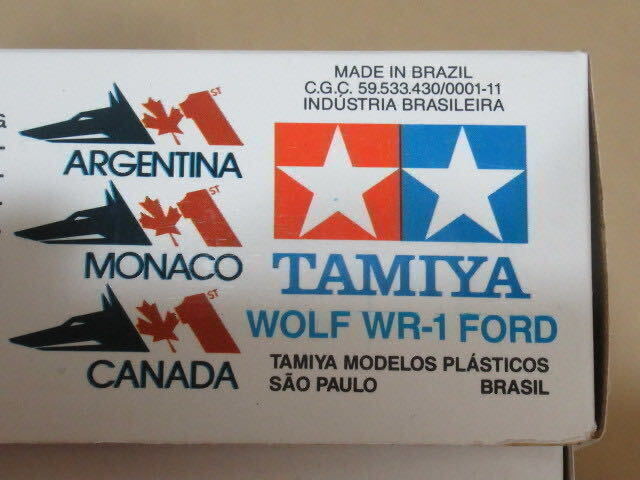 G
1ST
ARGENTINA
1ST
MONACO
1ST
CANADA
MADE IN BRAZIL
C.G.C. 59.533.430/0001-11
INDÚSTRIA BRASILEIRA
TAMIYA
WOLF WR-1 FORD
TAMIYA MODELOS PLÁSTICOS
SÃO PAULO BRASIL